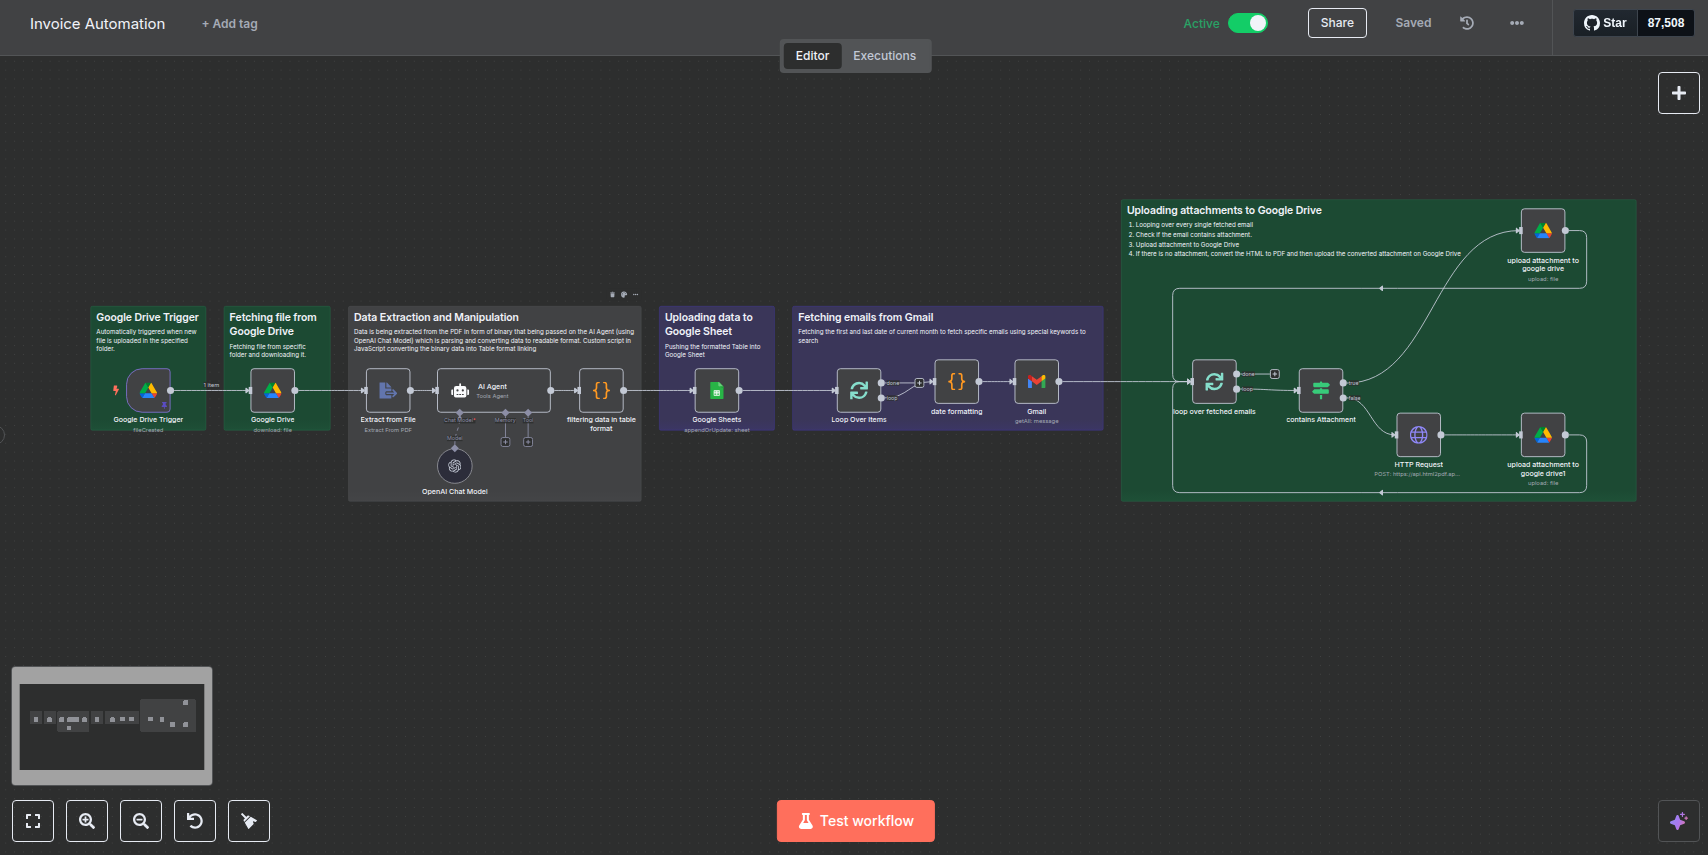 Invoice Automation
+ Add tag
Active
Share
Saved
Star
87,508
Editor
Executions
Google Drive Trigger
Automatically triggered when new
file is uploaded in the specified
folder.
1 item
Google Drive Trigger
fileCreated
Fetching file from
Google Drive
Fetching file from specific
folder and downloading it.
Google Drive
download: file
Data Extraction and Manipulation
Data is being extracted from the PDF in form of binary that being passed on the AI Agent (using
OpenAI Chat Model) which is parsing and converting data to readable format. Custom script in
JavaScript converting the binary data into Table format linking
Extract from File
Extract From PDF
AI Agent
Tools Agent
Chat Model*
Memory
Tool
Model
OpenAI Chat Model
filtering data in table
format
Uploading data to
Google Sheet
Pushing the formatted Table into
Google Sheet
Google Sheets
appendOrUpdate: sheet
Fetching emails from Gmail
Fetching the first and last date of current month to fetch specific emails using special keywords to
search
done
loop
Loop Over Items
date formatting
Gmail
getAll: message
Uploading attachments to Google Drive
1. Looping over every single fetched email
2. Check if the email contains attachment.
3. Upload attachment to Google Drive
4. If there is no attachment, convert the HTML to PDF and then upload the converted attachment on Google Drive
upload attachment to
google drive
upload: file
done
loop
loop over fetched emails
true
false
contains Attachment
HTTP Request
POST: https://api.html2pdf.ap...
upload attachment to
google drive1
upload: file
Test workflow